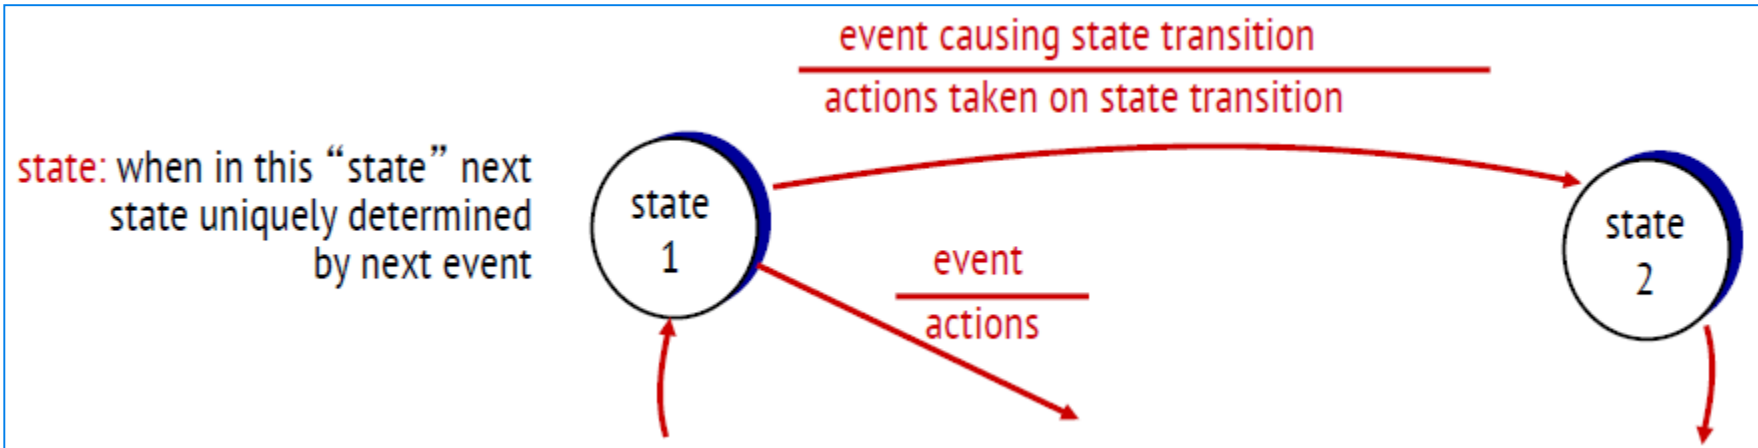 event causing state transition
actions taken on state transition
state: when in this “state” next
state uniquely determined
by next event
state
1
event
actions
state
2